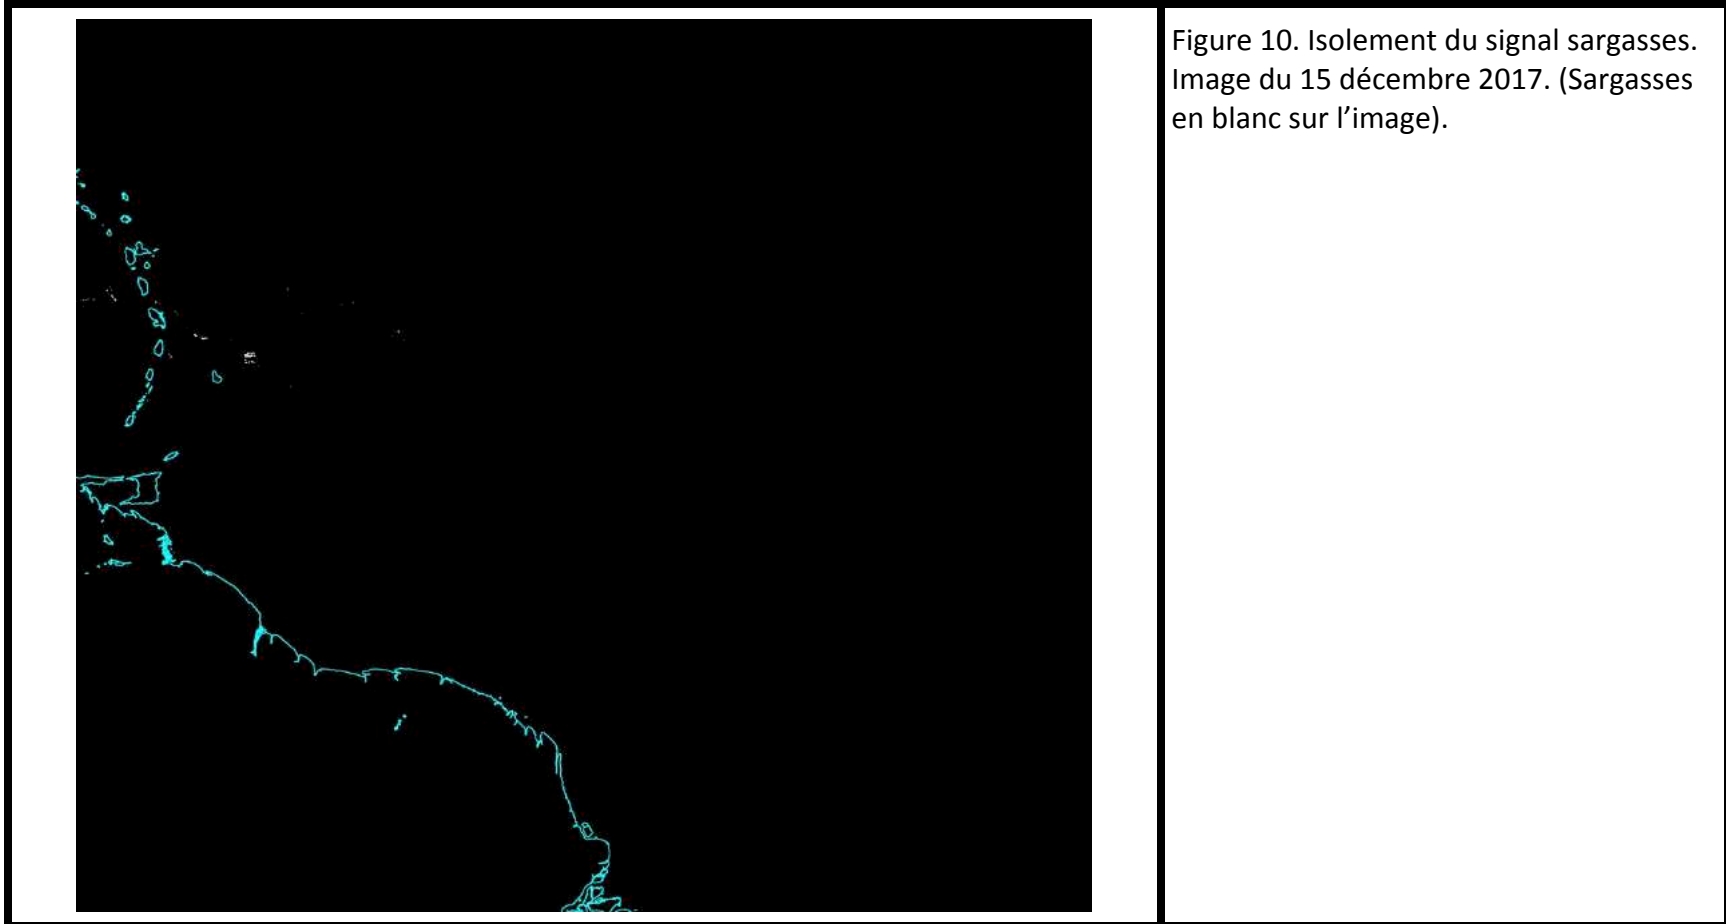 Figure 10. Isolement du signal sargasses.
Image du 15 décembre 2017. (Sargasses
en blanc sur l’image).